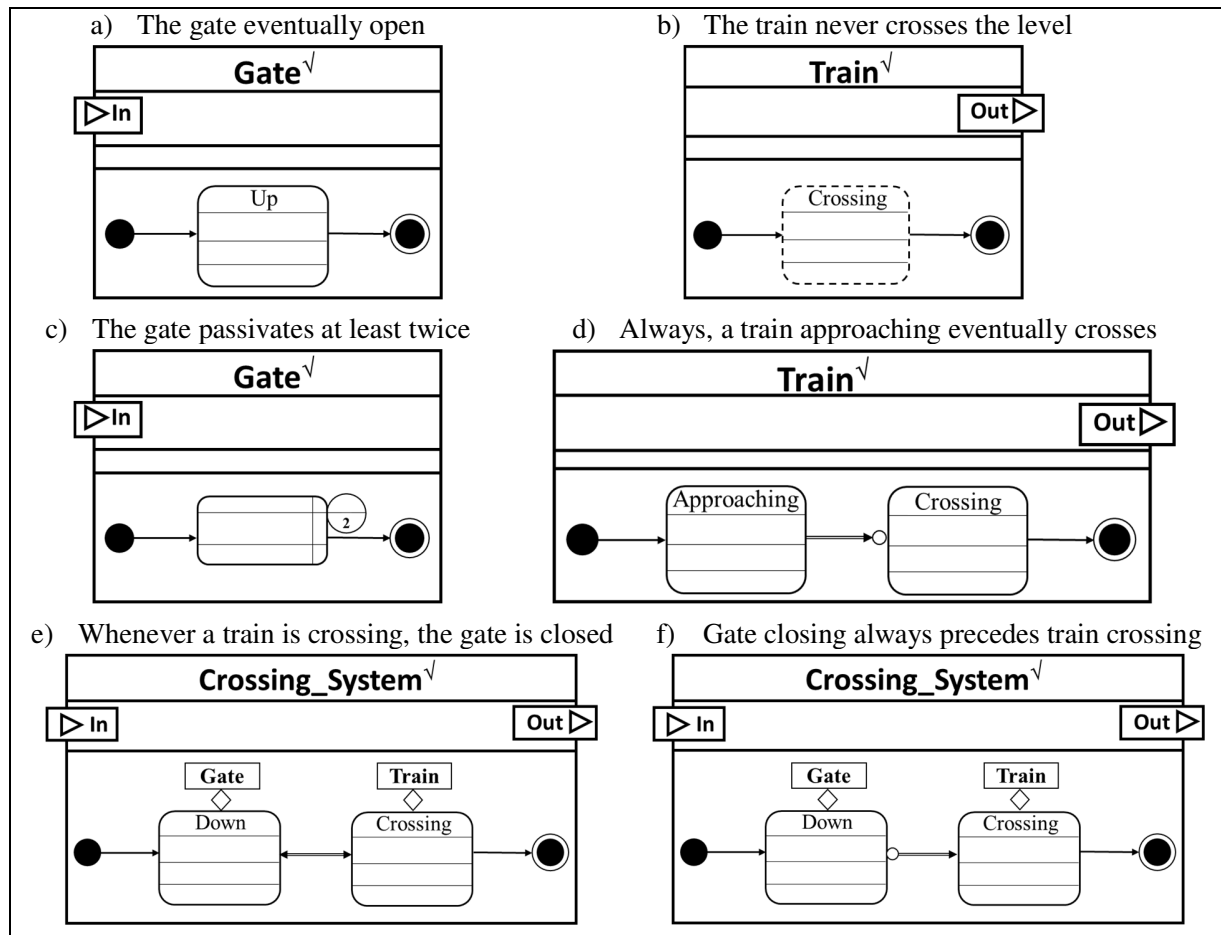 a) The gate eventually open
b) The train never crosses the level
Gate√
Train√
In
Out
Up
Crossing
c) The gate passivates at least twice
d) Always, a train approaching eventually crosses
Gate√
Train√
In
Out
Approaching
Crossing
2
e) Whenever a train is crossing, the gate is closed
f) Gate closing always precedes train crossing
Crossing_System√
Crossing_System√
In
Out
In
Out
Gate
Train
Gate
Train
Down
Crossing
Down
Crossing